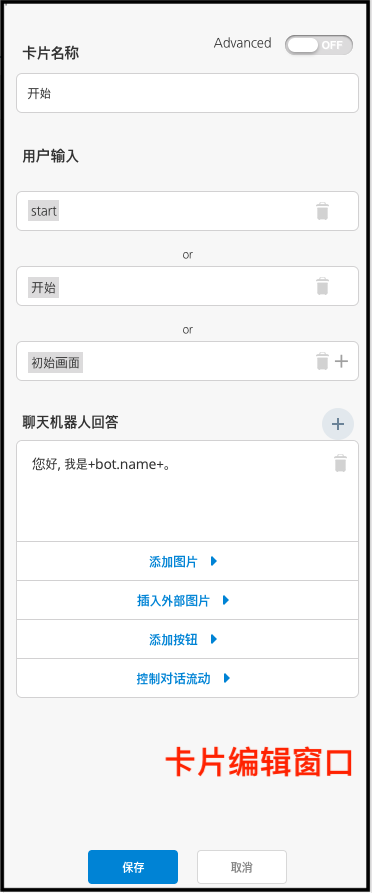 Advanced OFF
卡片名称
开始
用户输入
start
or
开始
or
初始画面
聊天机器人回答
您好, 我是+bot.name+。
添加图片
插入外部图片
添加按钮
控制对话流动
卡片编辑窗口
保存 取消